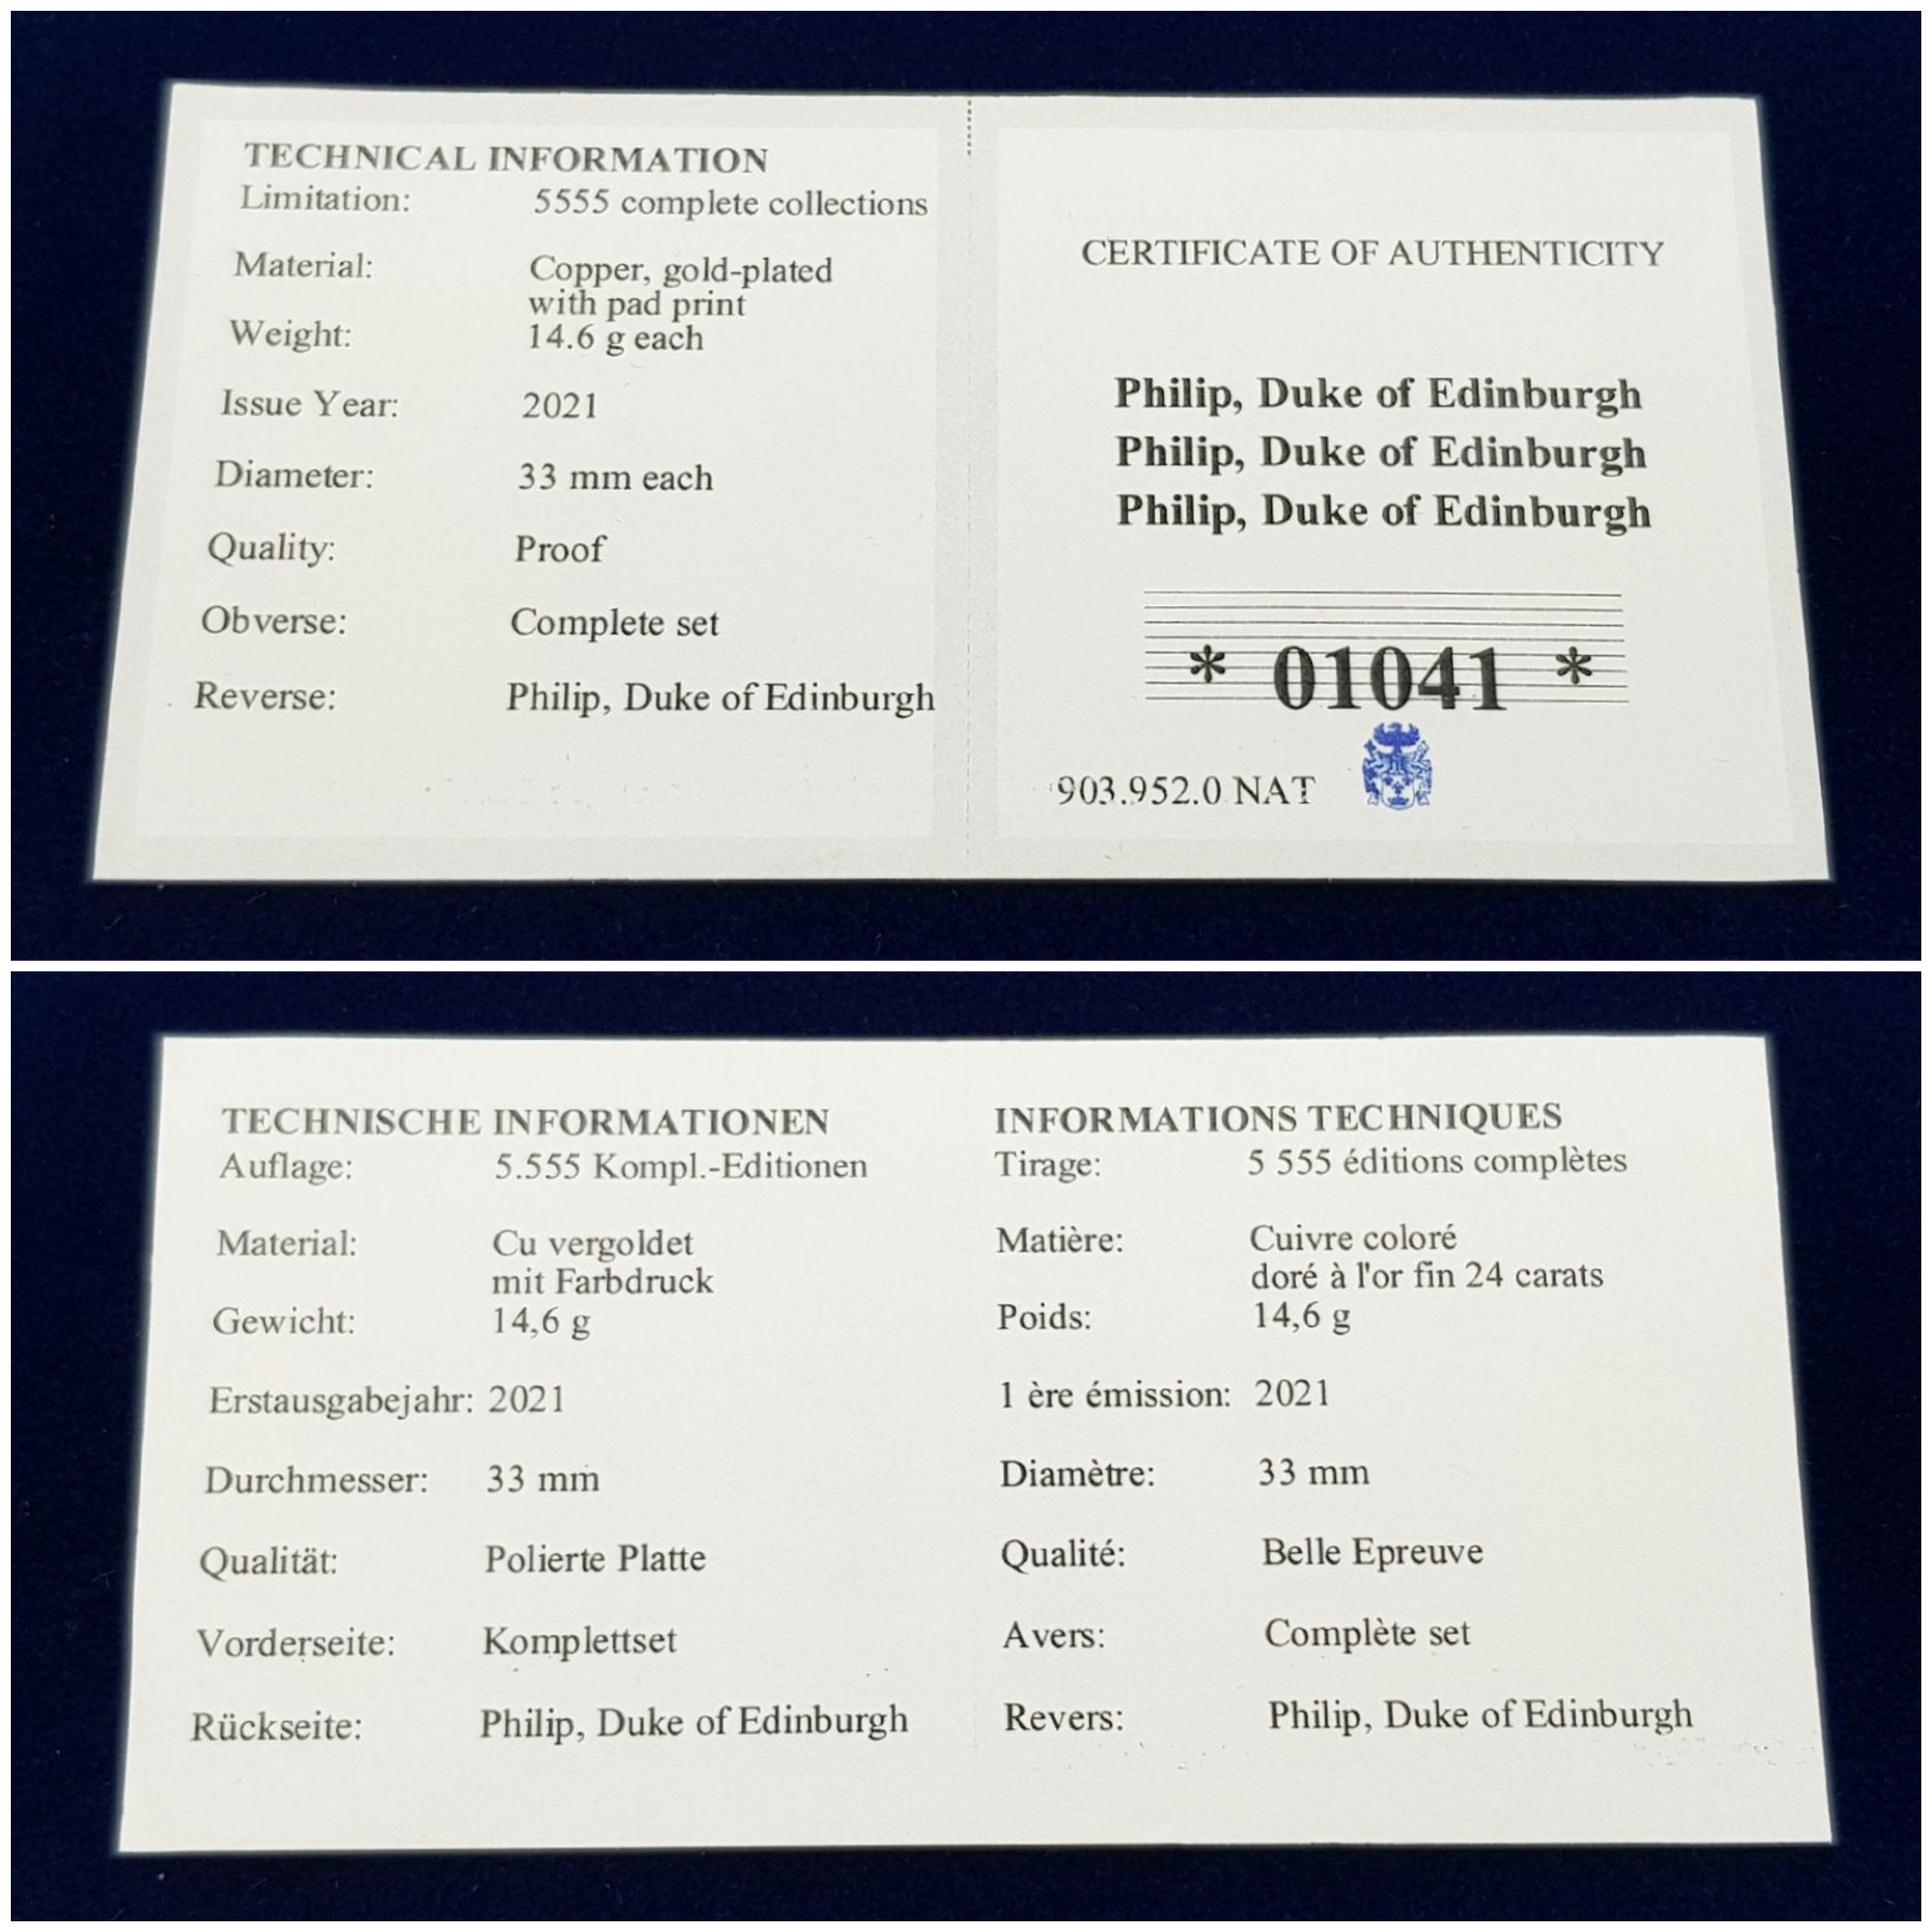 TECHNICAL INFORMATION
Limitation: 5555 complete collections
Material: Copper, gold-plated
with pad print
Weight: 14.6 g each
Issue Year: 2021
Diameter: 33 mm each
Quality: Proof
Obverse: Complete set
Reverse: Philip, Duke of Edinburgh
CERTIFICATE OF AUTHENTICITY
Philip, Duke of Edinburgh
Philip, Duke of Edinburgh
Philip, Duke of Edinburgh
* 01041 *
903.952.0 NAT
TECHNISCHE INFORMATIONEN
Auflage: 5.555 Kompl.-Editionen
Material: Cu vergoldet
mit Farbdruck
Gewicht: 14,6 g
Erstausgabejahr: 2021
Durchmesser: 33 mm
Qualität: Polierte Platte
Vorderseite: Komplettset
Rückseite: Philip, Duke of Edinburgh
INFORMATIONS TECHNIQUES
Tirage: 5 555 éditions complètes
Matière: Cuivre coloré
doré à l'or fin 24 carats
Poids: 14,6 g
1 ère émission: 2021
Diamètre: 33 mm
Qualité: Belle Epreuve
Avers: Complète set
Revers: Philip, Duke of Edinburgh